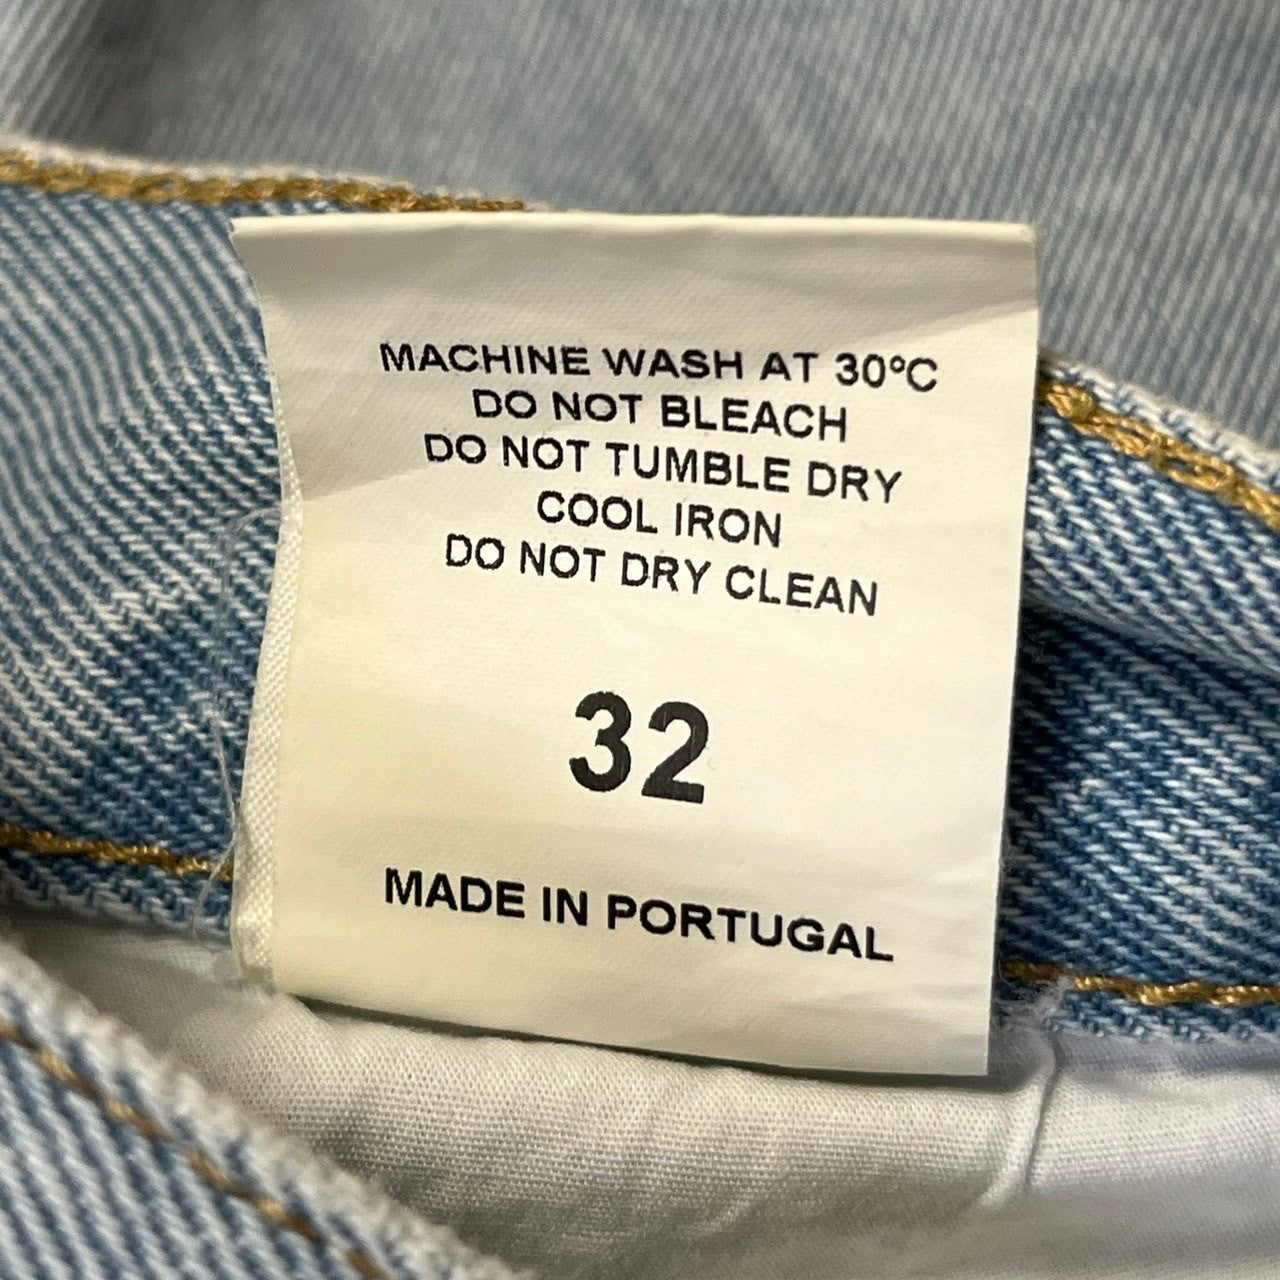 MACHINE WASH AT 30ºC
DO NOT BLEACH
DO NOT TUMBLE DRY
COOL IRON
DO NOT DRY CLEAN
32
MADE IN PORTUGAL